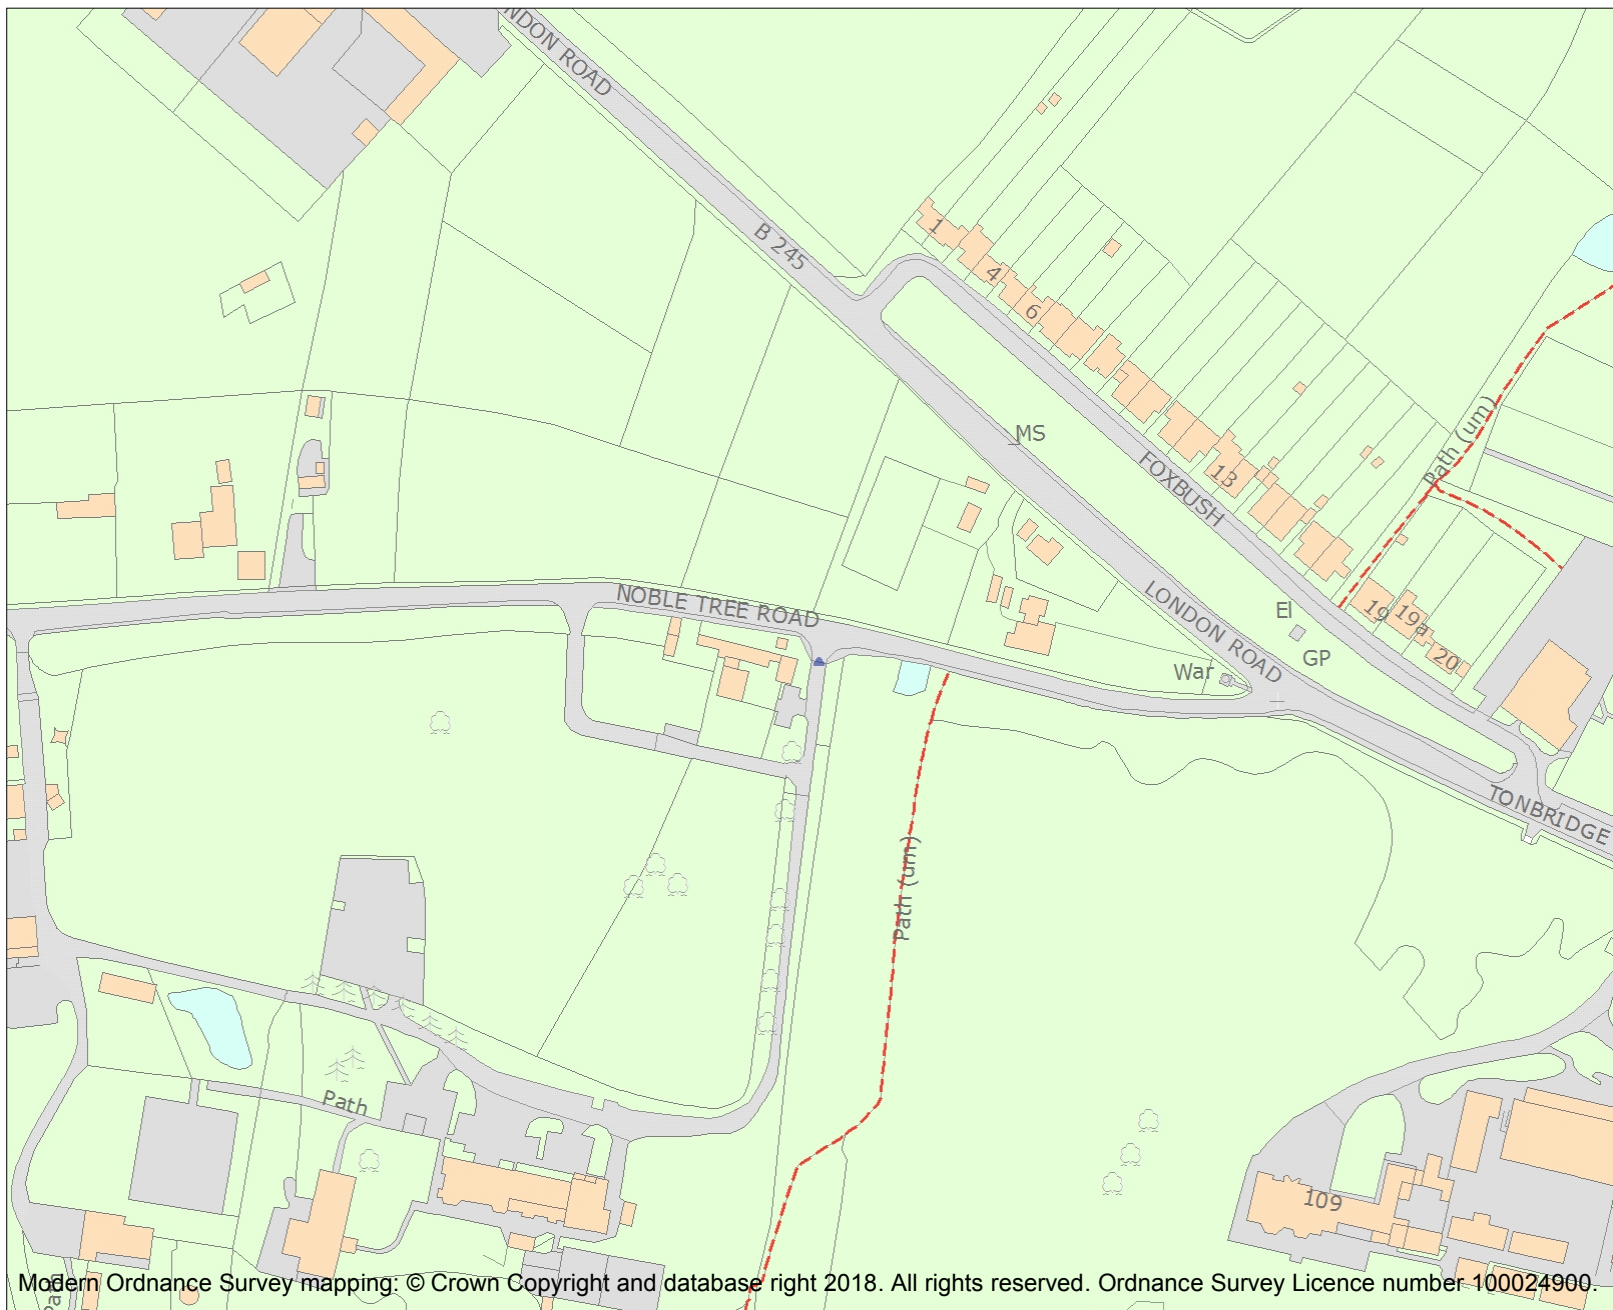 NDON ROAD
B 245
1
4
6
MS
13
FOXBUSH
Path (um)
NOBLE TREE ROAD
LONDON ROAD
El
GP
War
19
19a
20
TONBRIDGE
Path (um)
Path
109
Path
Modern Ordnance Survey mapping: © Crown Copyright and database right 2018. All rights reserved. Ordnance Survey Licence number 100024900.